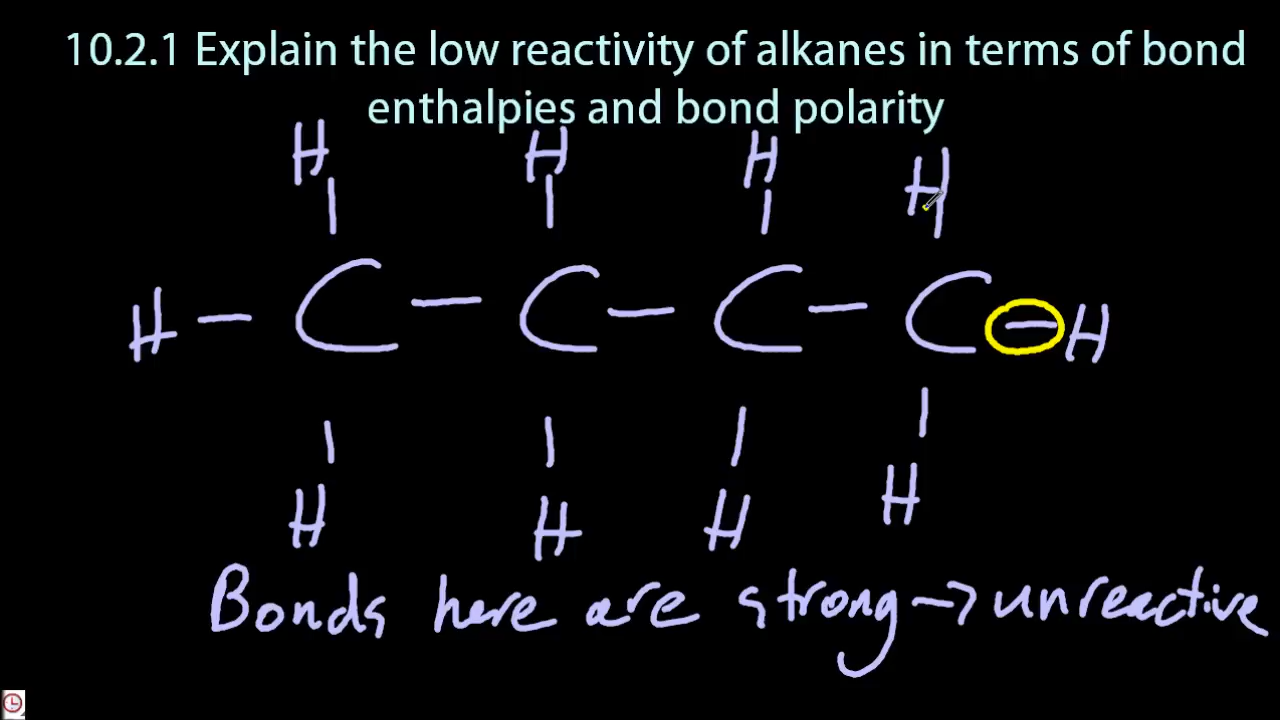 10.2.1 Explain the low reactivity of alkanes in terms of bond
enthalpies and bond polarity
H H H H
H – C – C – C – C – H
H H H H
Bonds here are strong → unreactive